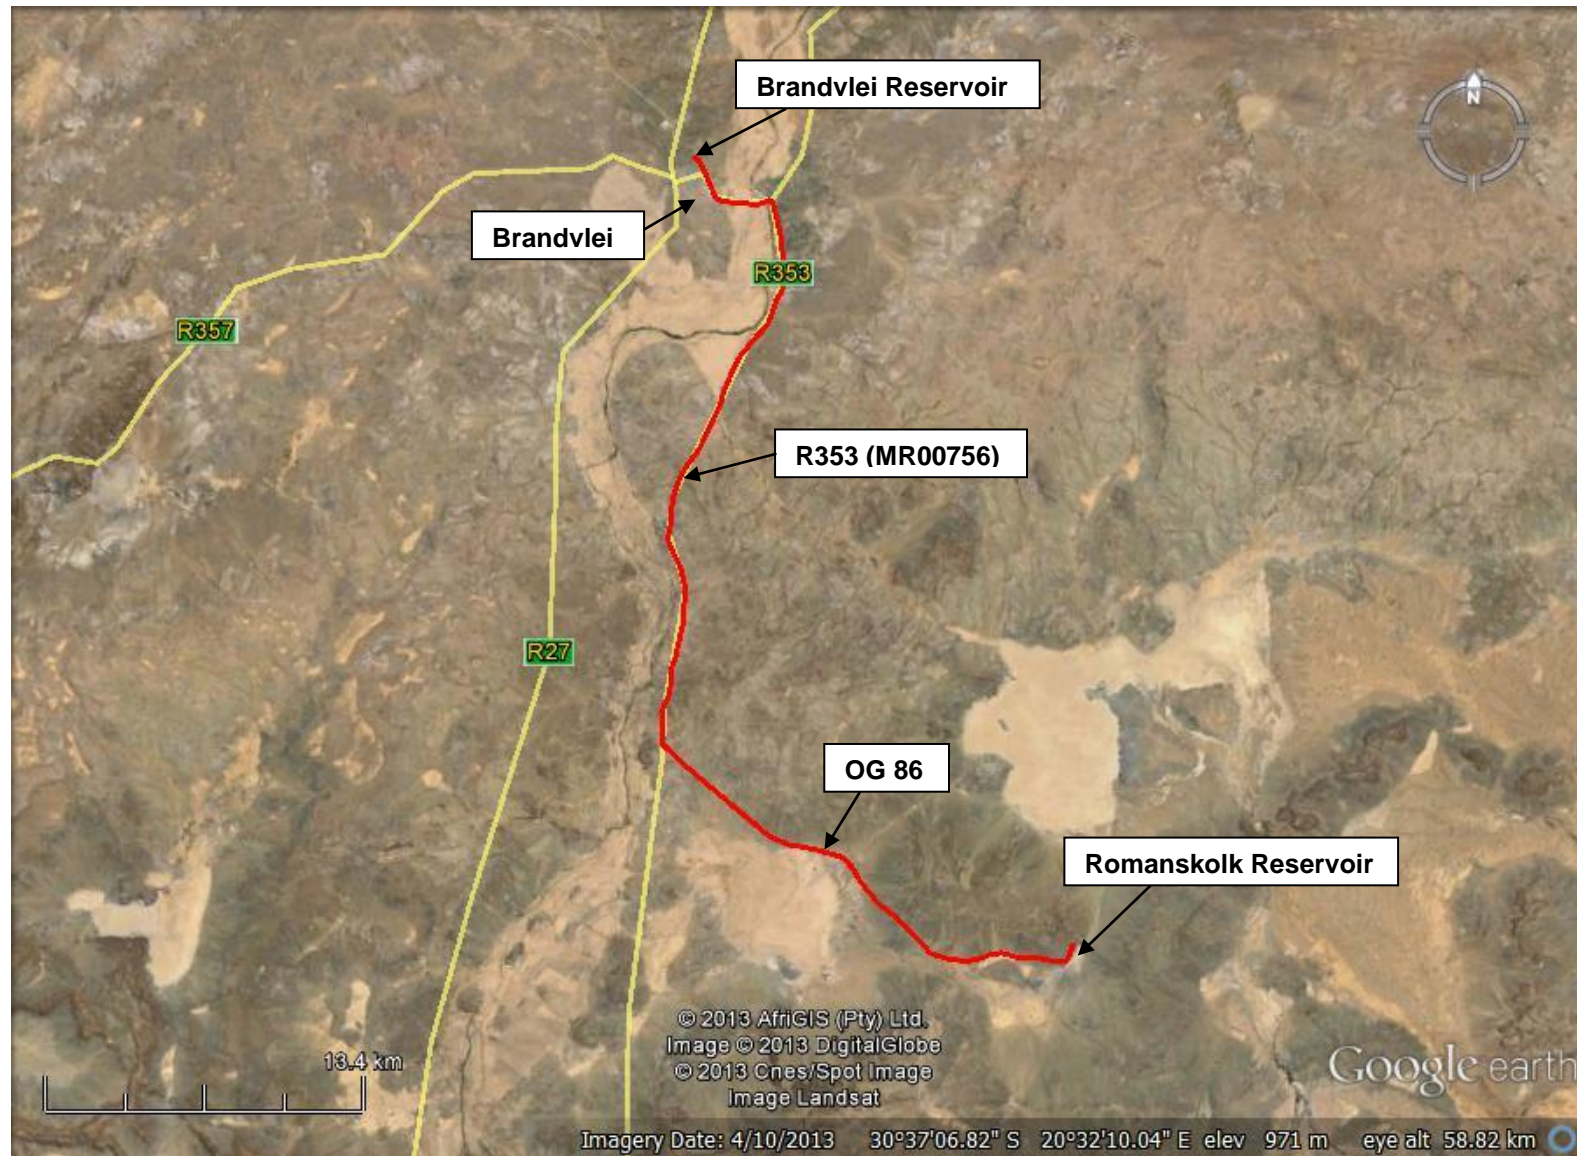 Brandvlei Reservoir
N
Brandvlei
R353
R357
R353 (MR00756)
R27
OG 86
Romanskolk Reservoir
© 2013 AfriGIS (Pty) Ltd.
Image © 2013 DigitalGlobe
© 2013 Cnes/Spot Image
Image Landsat
13.4 km
Google earth
Imagery Date: 4/10/2013 30°37'06.82" S 20°32'10.04" E elev 971 m eye alt 58.82 km